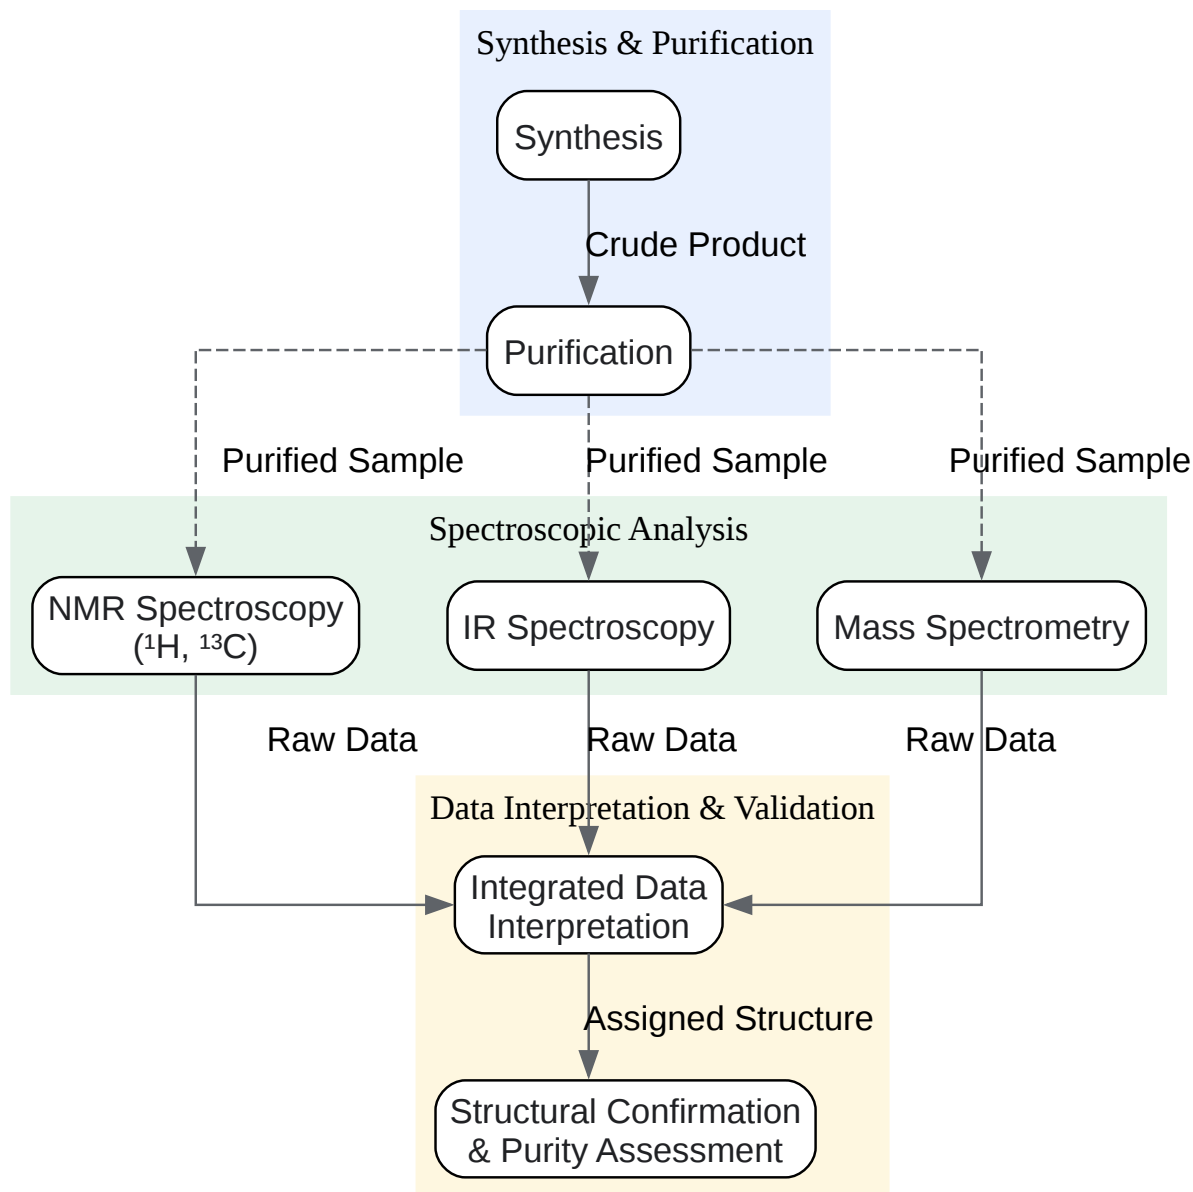 Synthesis & Purification
Synthesis
Crude Product
Purification
Purified Sample
Purified Sample
Purified Sample
Spectroscopic Analysis
NMR Spectroscopy
(¹H, ¹³C)
IR Spectroscopy
Mass Spectrometry
Raw Data
Raw Data
Raw Data
Data Interpretation & Validation
Integrated Data
Interpretation
Assigned Structure
Structural Confirmation
& Purity Assessment